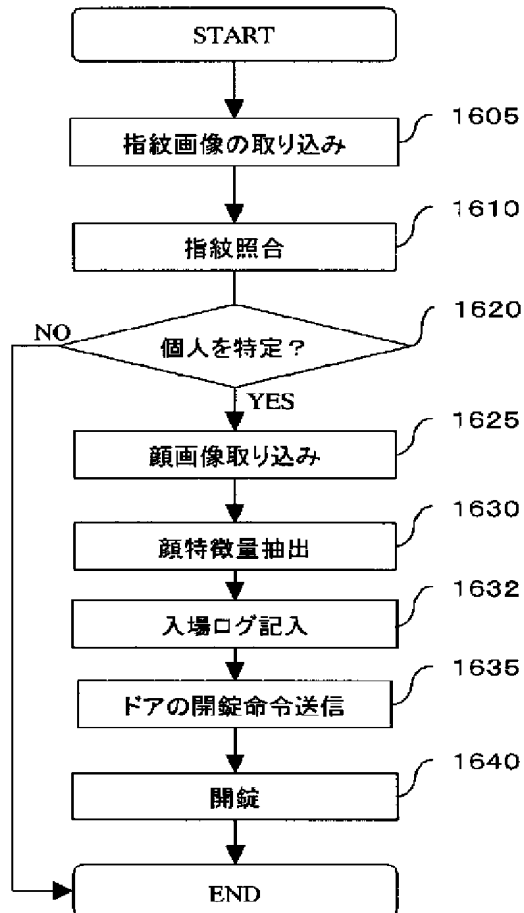 START
指紋画像の取り込み
1605
指紋照合
1610
個人を特定？
1620
NO
YES
顔画像取り込み
1625
顔特徴量抽出
1630
入場ログ記入
1632
ドアの開錠命令送信
1635
開錠
1640
END